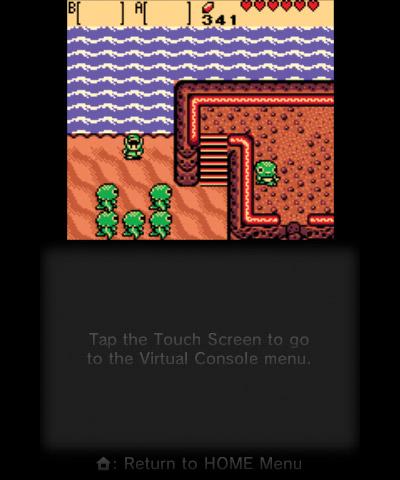 B[ ] A[ ] 341
Tap the Touch Screen to go
to the Virtual Console menu.
: Return to HOME Menu